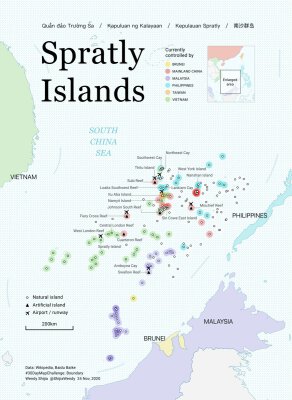 Quần đảo Trường Sa / Kapuluan ng Kalayaan / Kepulauan Spratly / 南沙群岛
Spratly
Islands
Currently
controlled by
BRUNEI
MAINLAND CHINA
MALAYSIA
PHILIPPINES
TAIWAN
VIETNAM
Enlarged
area
SOUTH
CHINA
SEA
Northeast Cay
Southwest Cay
Thitu Island
West York Island
Subi Reef
Nanshan Island
Loaita Southwest Reef
Lankiam Cay
Itu Aba Island
Namyit Island
Johnson South Reef
Mischief Reef
Fiery Cross Reef
Sin Cowe East Island
Central London Reef
West London Reef
Cuarteron Reef
Spratly Island
Amboyna Cay
Swallow Reef
VIETNAM
PHILIPPINES
MALAYSIA
BRUNEI
Natural island
Artificial island
Airport / runway
200km
Data: Wikipedia, Baidu Baike
#30DayMapChallenge: Boundary
Wendy Shijia @ShijiaWendy 24 Nov 2020